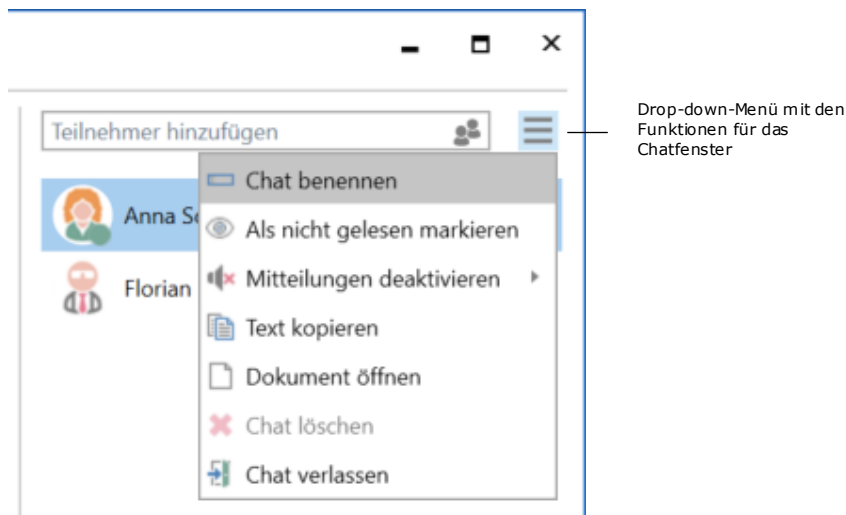 Teilnehmer hinzufügen
Drop-down-Menü mit den
Funktionen für das
Chatfenster
Chat benennen
Anna
Als nicht gelesen markieren
Florian
Mitteilungen deaktivieren
Text kopieren
Dokument öffnen
Chat löschen
Chat verlassen